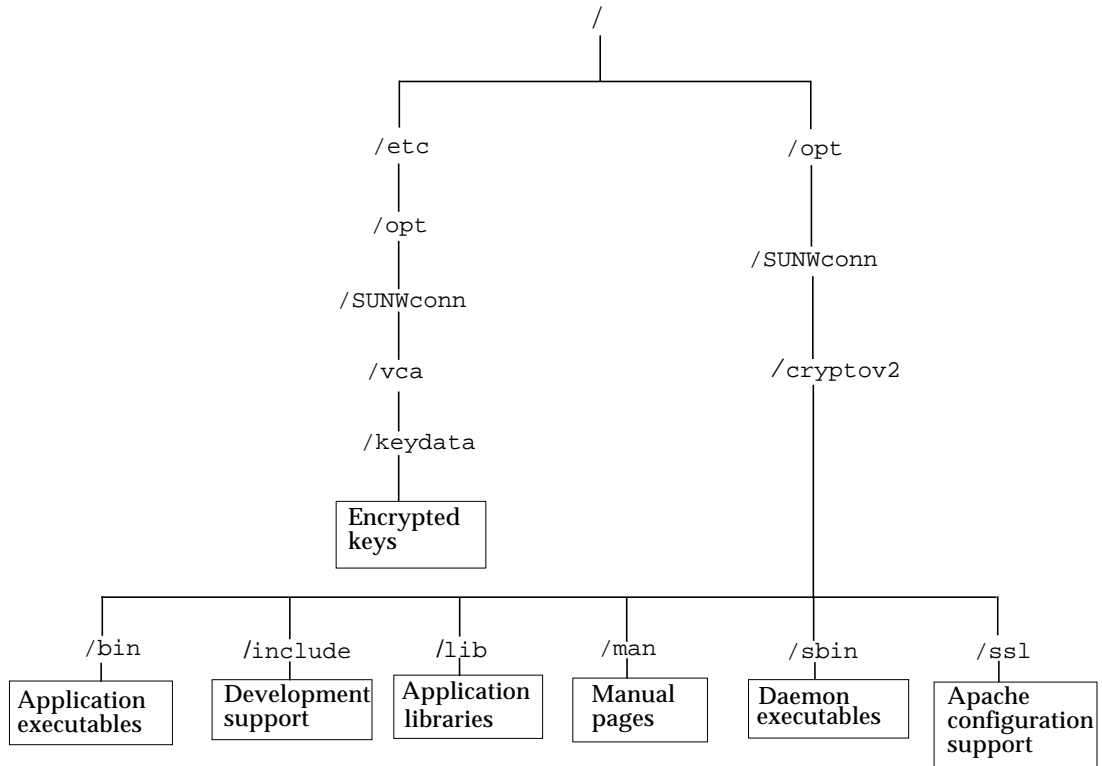 /
/etc
/opt
/opt
/SUNWconn
/SUNWconn
/vca
/cryptov2
/keydata
Encrypted
keys
/bin
/include
/lib
/man
/sbin
/ssl
Application
executables
Development
support
Application
libraries
Manual
pages
Daemon
executables
Apache
configuration
support